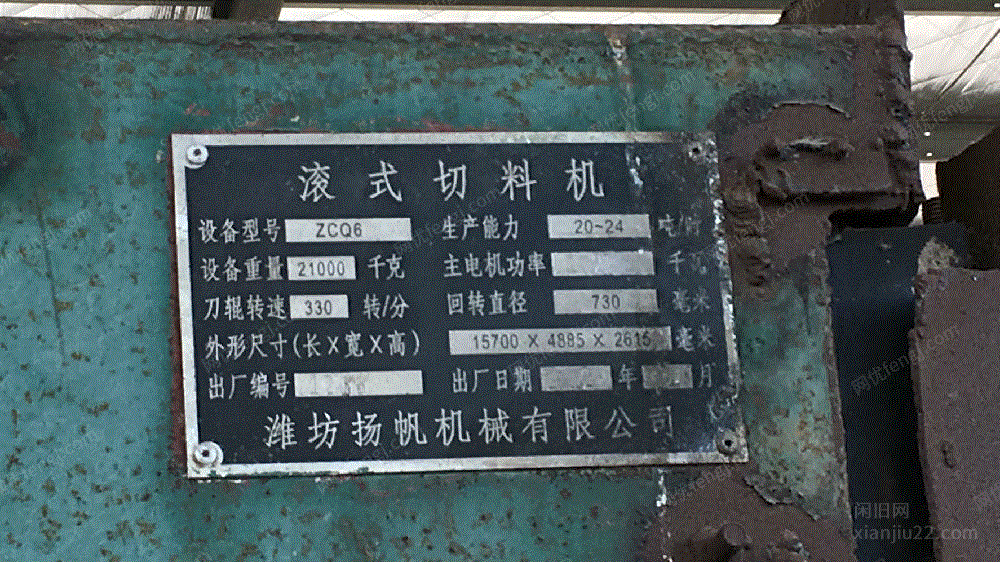 滚式切料机
设备型号 ZCQ6 生产能力 20~24 吨/时
设备重量 21000 千克 主电机功率 千瓦
刀辊转速 330 转/分 回转直径 730 毫米
外形尺寸(长X宽X高) 15700 X 4885 X 2615 毫米
出厂编号 出厂日期 年 月
潍坊扬帆机械有限公司
闲旧网
xianjiu22.com